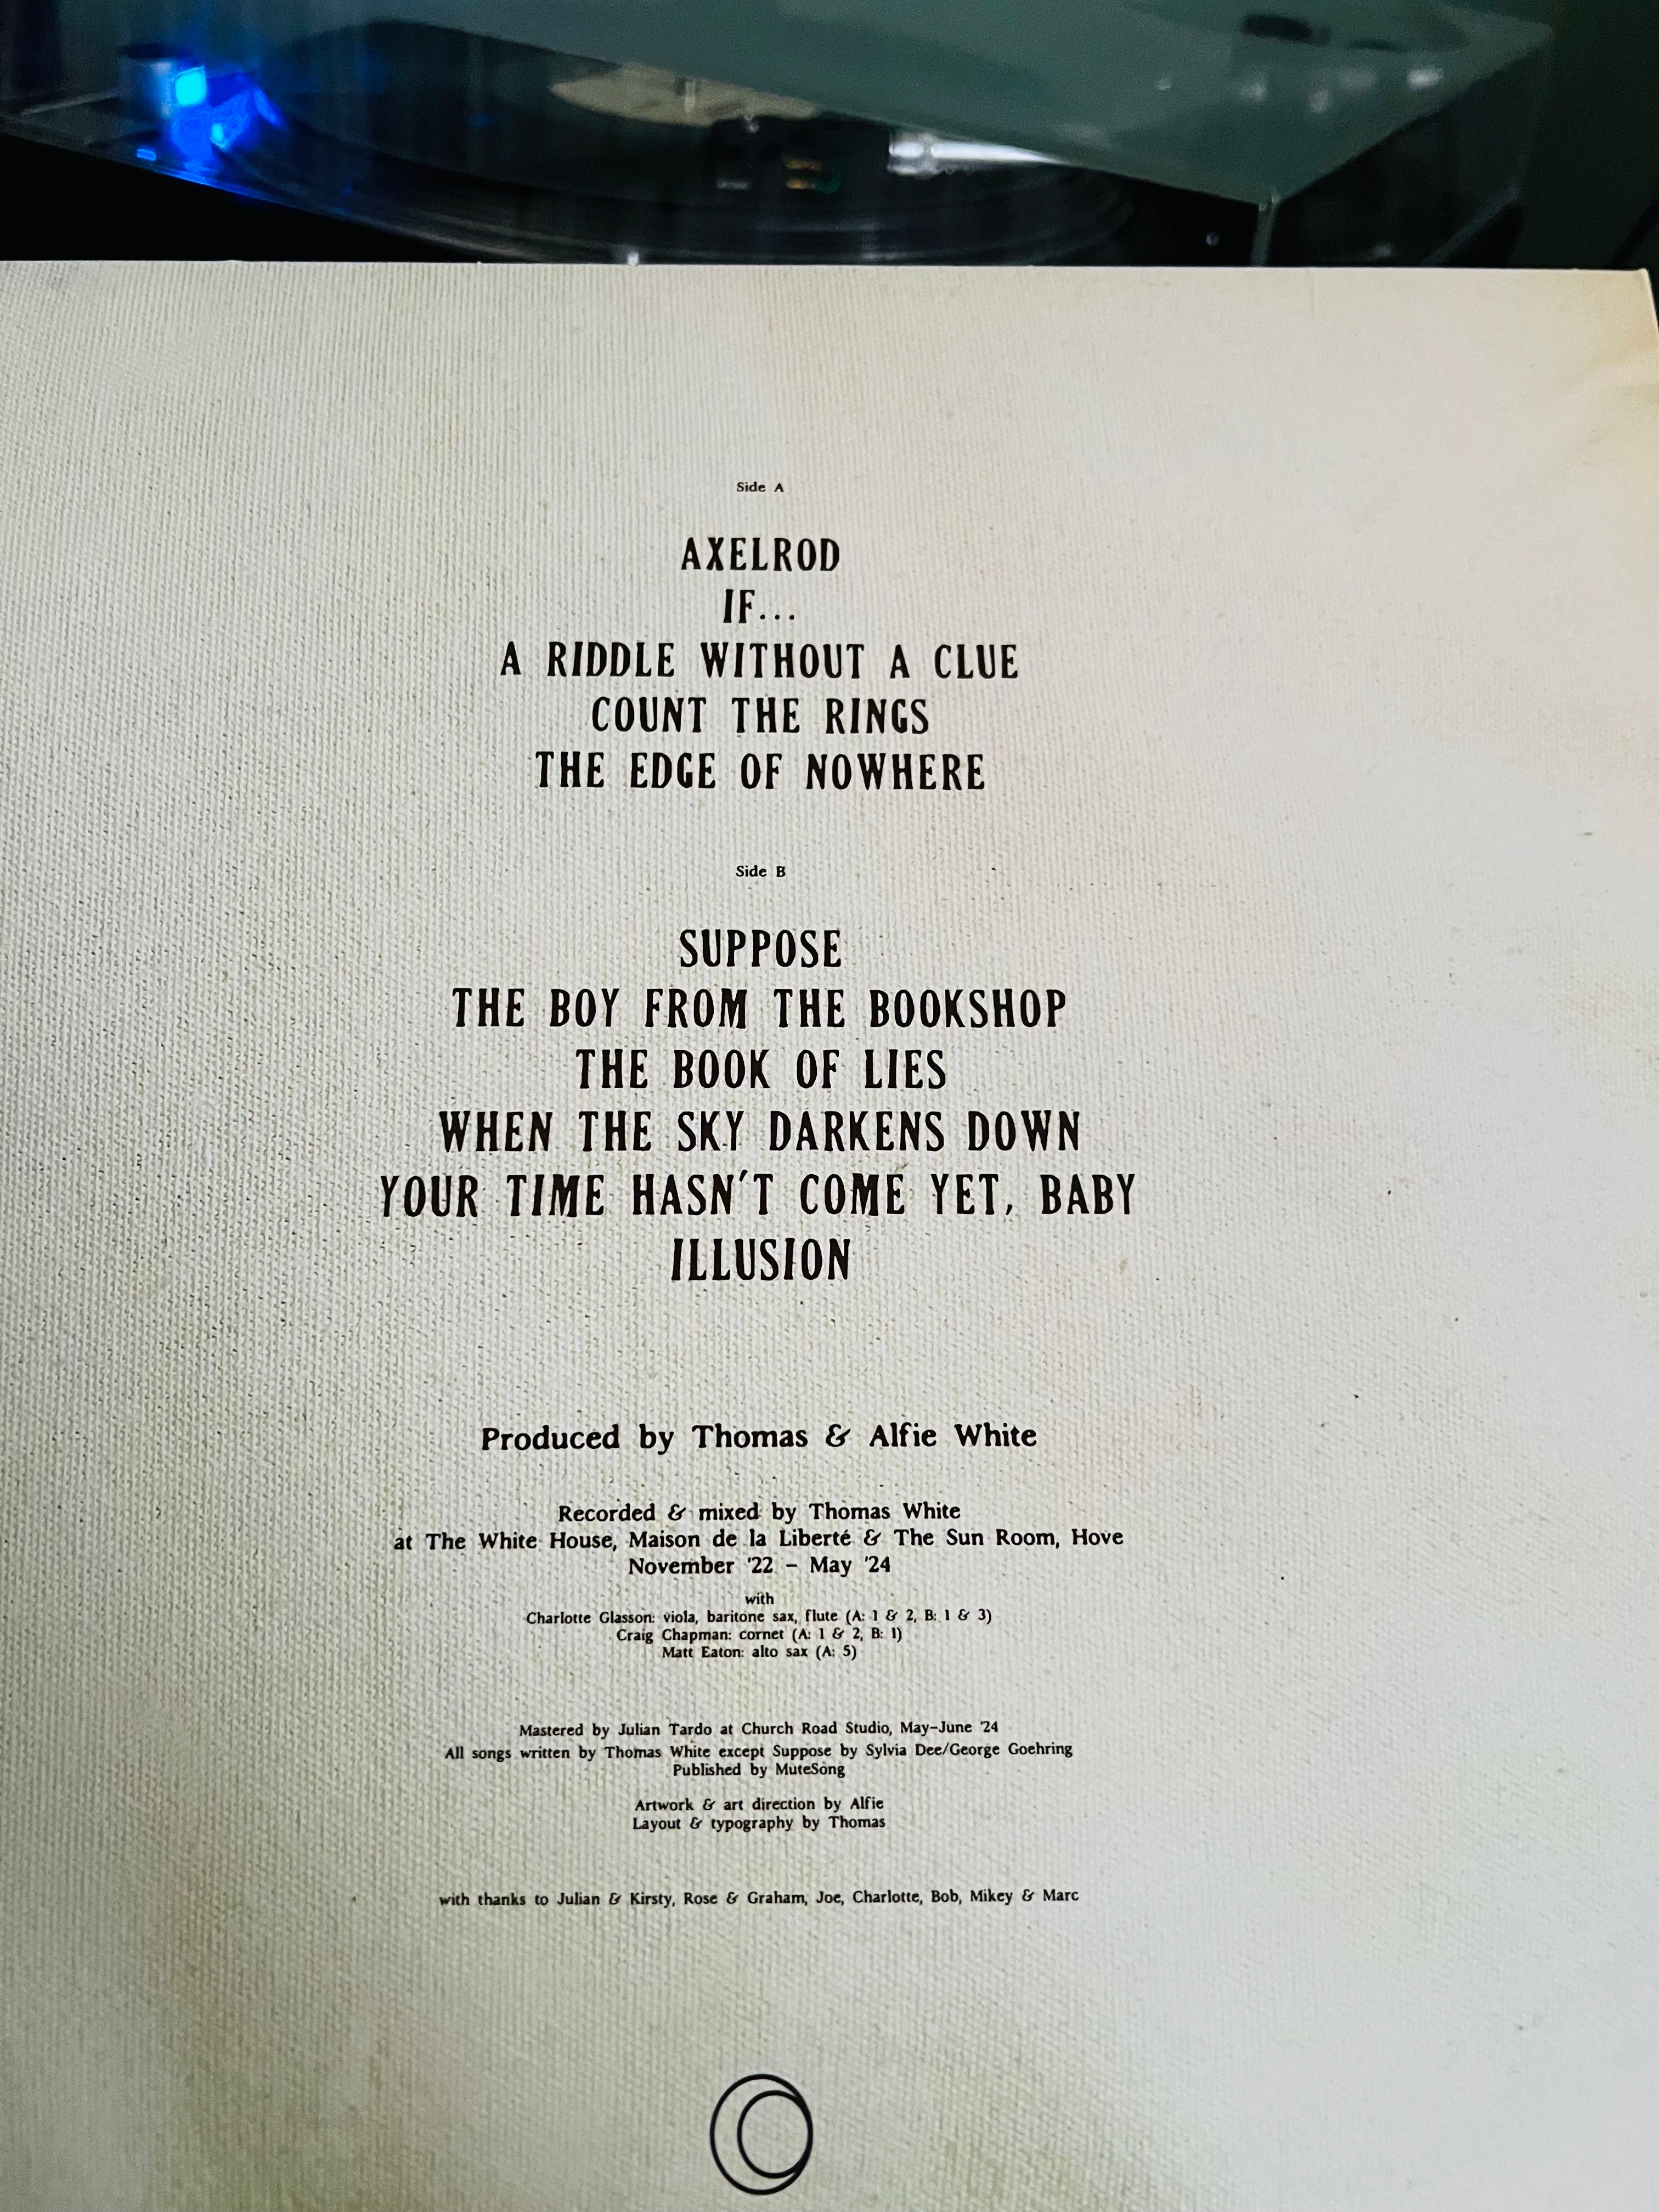 Side A
AXELROD
IF...
A RIDDLE WITHOUT A CLUE
COUNT THE RINGS
THE EDGE OF NOWHERE
Side B
SUPPOSE
THE BOY FROM THE BOOKSHOP
THE BOOK OF LIES
WHEN THE SKY DARKENS DOWN
YOUR TIME HASN'T COME YET, BABY
ILLUSION
Produced by Thomas & Alfie White
Recorded & mixed by Thomas White
at The White House, Maison de la Liberté & The Sun Room, Hove
November '22 – May '24
with
Charlotte Glasson: viola, baritone sax, flute (A: 1 & 2, B: 1 & 3)
Craig Chapman: cornet (A: 1 & 2, B: 1)
Matt Eaton: alto sax (A: 5)
Mastered by Julian Tardo at Church Road Studio, May–June '24
All songs written by Thomas White except Suppose by Sylvia Dee/George Goehring
Published by MuteSong
Artwork & art direction by Alfie
Layout & typography by Thomas
with thanks to Julian & Kirsty, Rose & Graham, Joe, Charlotte, Bob, Mikey & Marc